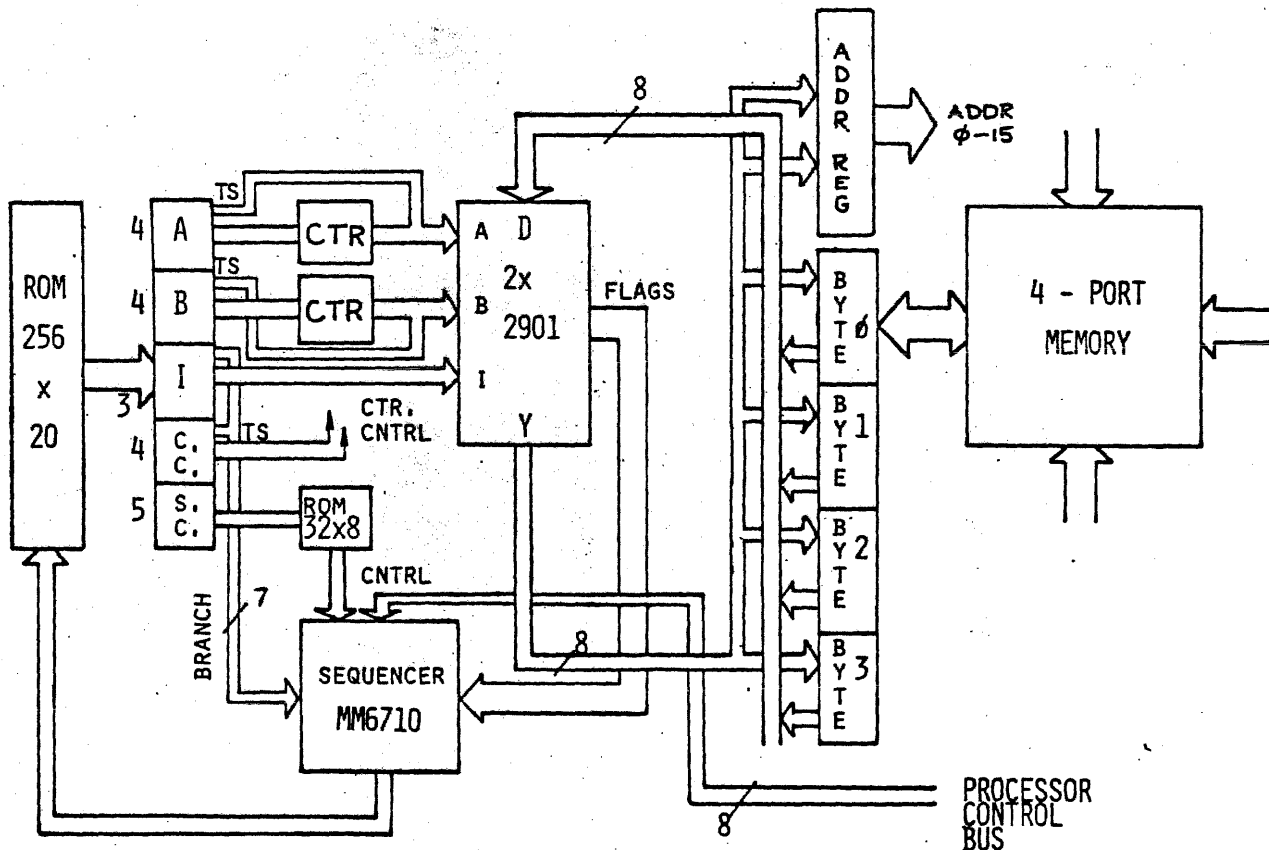 8
ADDR REG
ADDR
Ø-15
ROM
256
x
20
TS
4 A
CTR
TS
4 B
CTR
3 I
4 C.
C.
TS
CTR.
CNTRL
5 S.
C.
ROM
32x8
A D
2x
B 2901
I
Y
FLAGS
BYTE Ø
BYTE 1
BYTE 2
BYTE 3
4 - PORT
MEMORY
CNTRL
BRANCH
7
8
SEQUENCER
MM6710
8
PROCESSOR
CONTROL
BUS